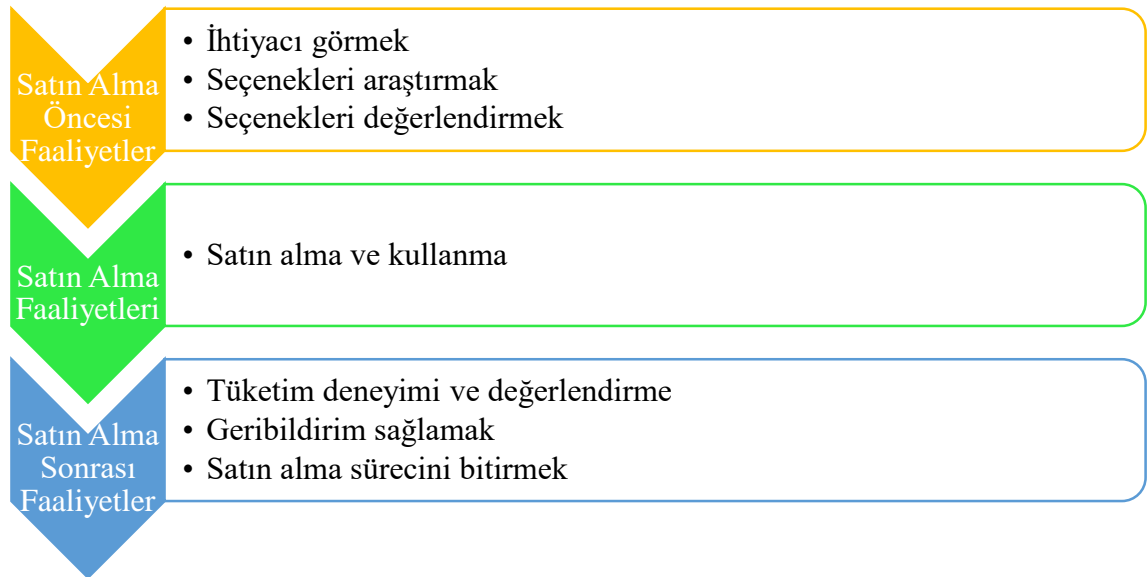 Satın Alma
Öncesi
Faaliyetler
• İhtiyacı görmek
• Seçenekleri araştırmak
• Seçenekleri değerlendirmek
Satın Alma
Faaliyetleri
• Satın alma ve kullanma
Satın Alma
Sonrası
Faaliyetler
• Tüketim deneyimi ve değerlendirme
• Geribildirim sağlamak
• Satın alma sürecini bitirmek